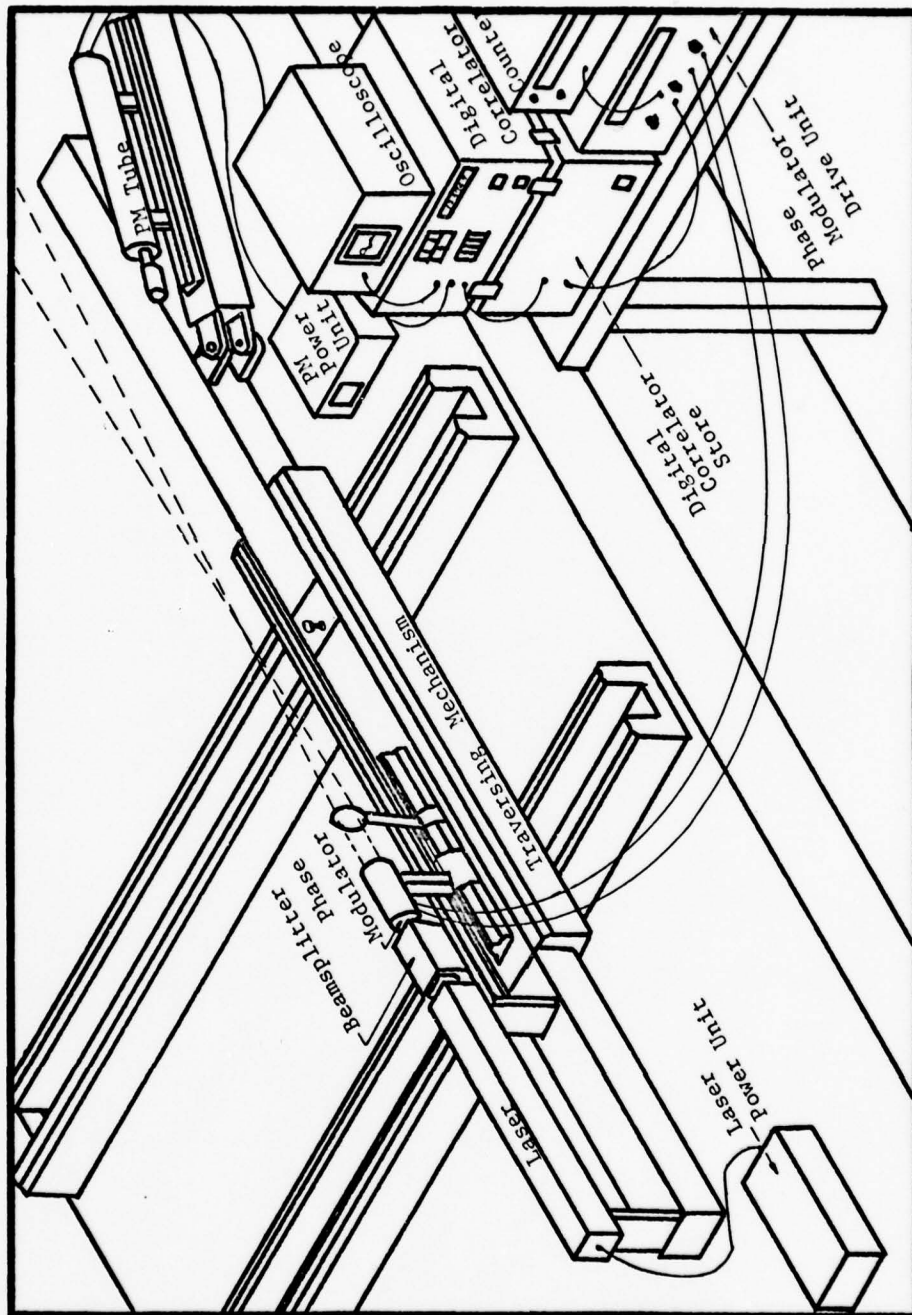 PM Tube
Oscilloscope
Digital
Correlator
Counter
PM
Power
Unit
Phase
Modulator
Drive Unit
Digital
Correlator
Store
Traversing Mechanism
Phase
Modulator
Beamsplitter
Laser
Laser
Power Unit